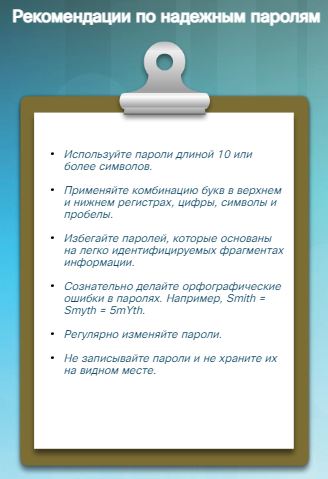 Рекомендации по надежным паролям
• Используйте пароли длиной 10 или
более символов.
• Применяйте комбинацию букв в верхнем
и нижнем регистрах, цифры, символы и
пробелы.
• Избегайте паролей, которые основаны
на легко идентифицируемых фрагментах
информации.
• Сознательно делайте орфографические
ошибки в паролях. Например, Smith =
Smyth = 5mYth.
• Регулярно изменяйте пароли.
• Не записывайте пароли и не храните их
на видном месте.